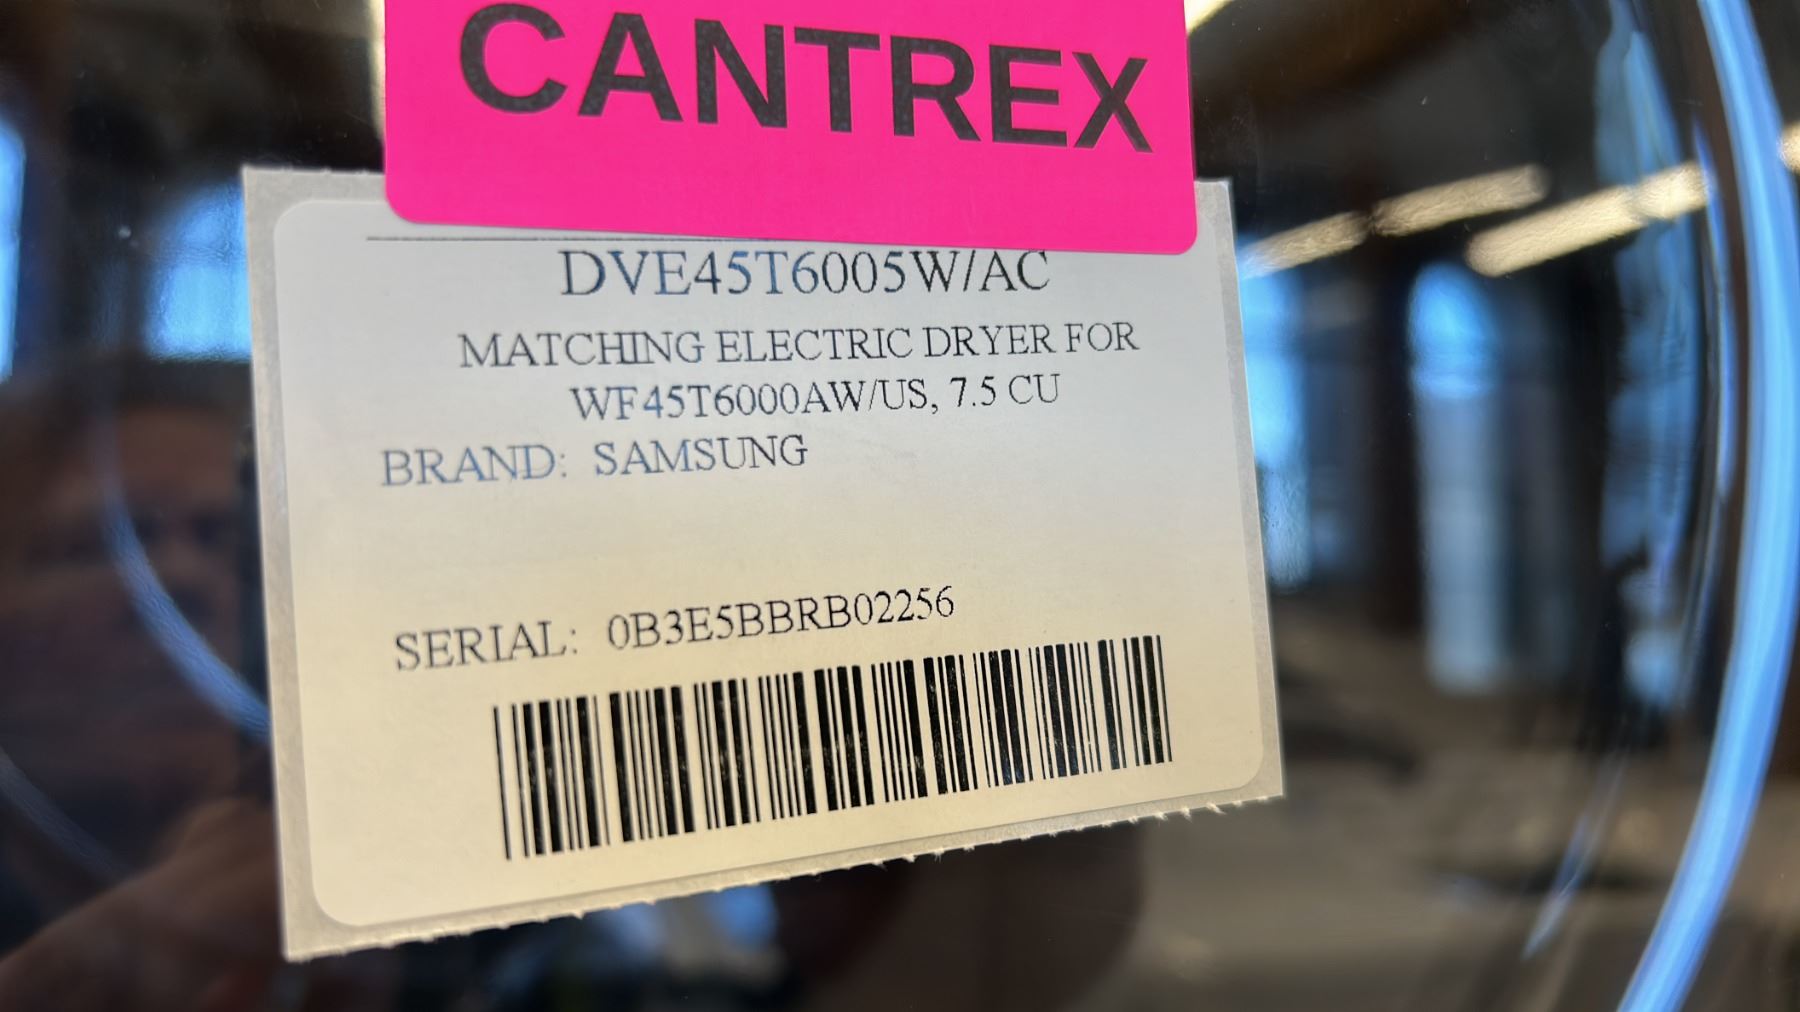 CANTREX
DVE45T6005W/AC
MATCHING ELECTRIC DRYER FOR
WF45T6000AW/US, 7.5 CU
BRAND: SAMSUNG
SERIAL: 0B3E5BBRB02256